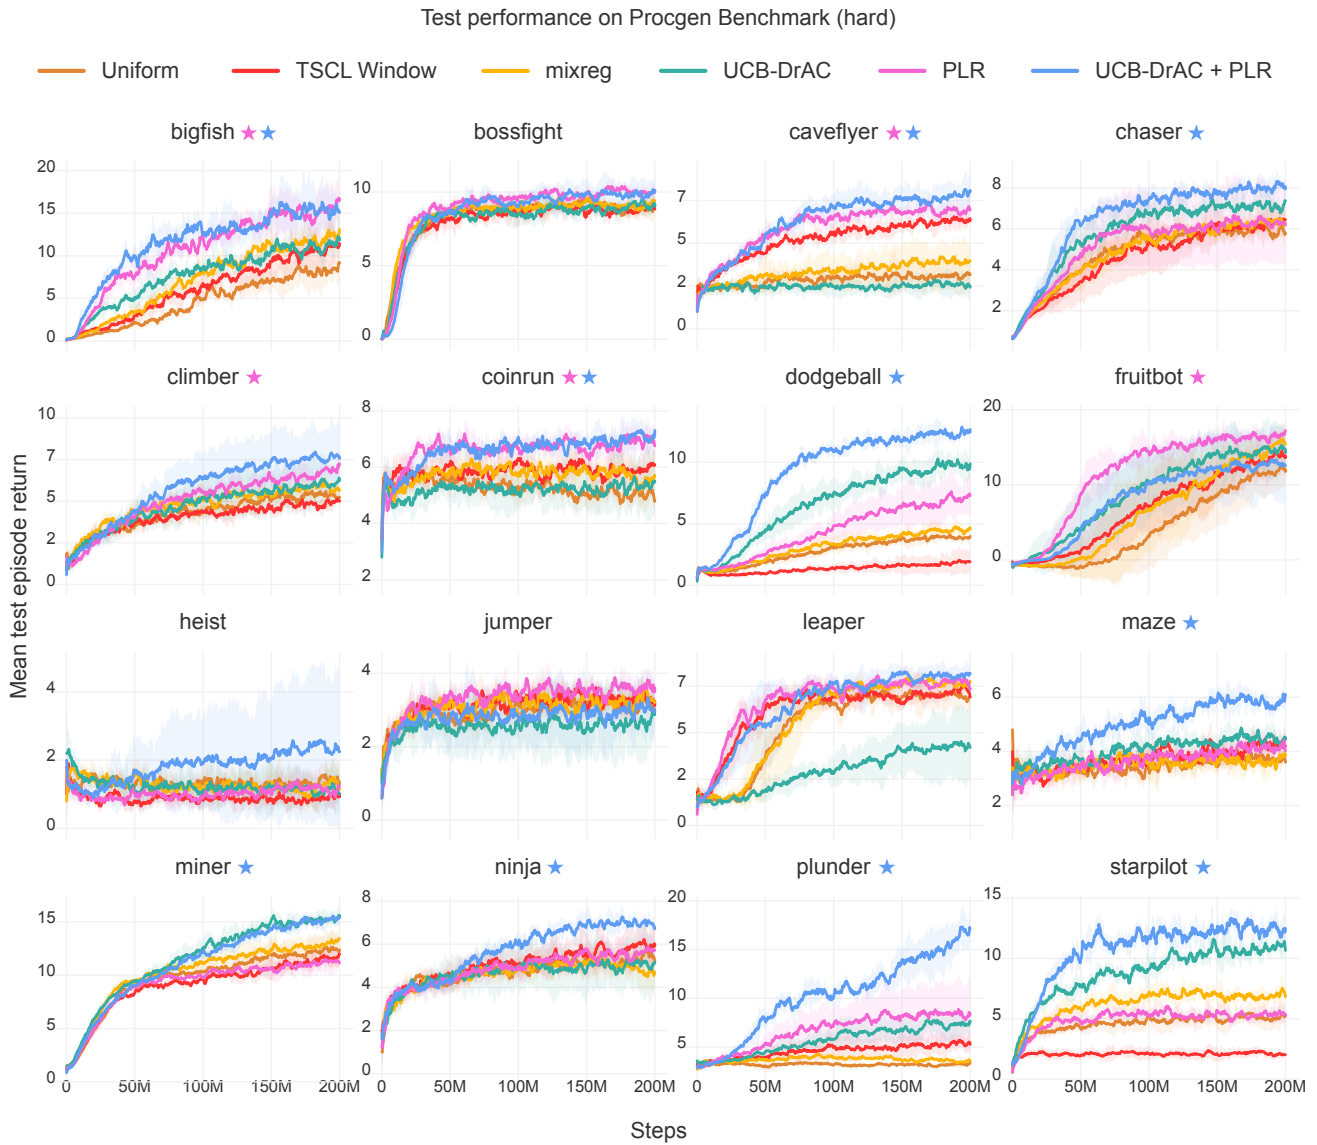 Test performance on Procgen Benchmark (hard)
Uniform TSCL Window mixreg UCB-DrAC PLR UCB-DrAC + PLR
bigfish ★★ bossfight caveflyer ★★ chaser ★
20 15 10 5 0
10 5 0
7 5 2 0
8 6 4 2
climber ★ coinrun ★★ dodgeball ★ fruitbot ★
10 7 5 2 0
8 6 4 2
10 5 0
20 10 0
Mean test episode return
heist jumper leaper maze ★
4 2 0
4 2 0
7 5 2 0
6 4 2
miner ★ ninja ★ plunder ★ starpilot ★
15 10 5 0
8 6 4 2 0
20 15 10 5
15 10 5 0
0 50M 100M 150M 200M 0 50M 100M 150M 200M 0 50M 100M 150M 200M 0 50M 100M 150M 200M
Steps